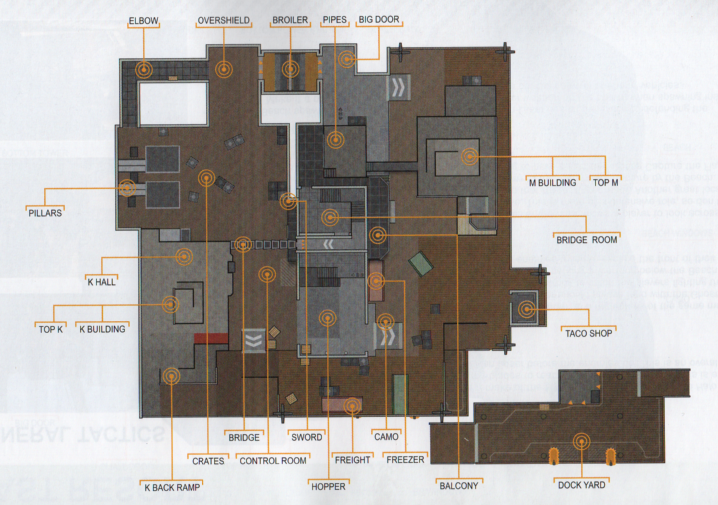 ELBOW
OVERSHIELD
BROILER
PIPES
BIG DOOR
M BUILDING
TOP M
PILLARS
BRIDGE ROOM
K HALL
TOP K
K BUILDING
TACO SHOP
BRIDGE
SWORD
CAMO
CRATES
CONTROL ROOM
FREIGHT
FREEZER
K BACK RAMP
HOPPER
BALCONY
DOCK YARD
NERAL TACTICS